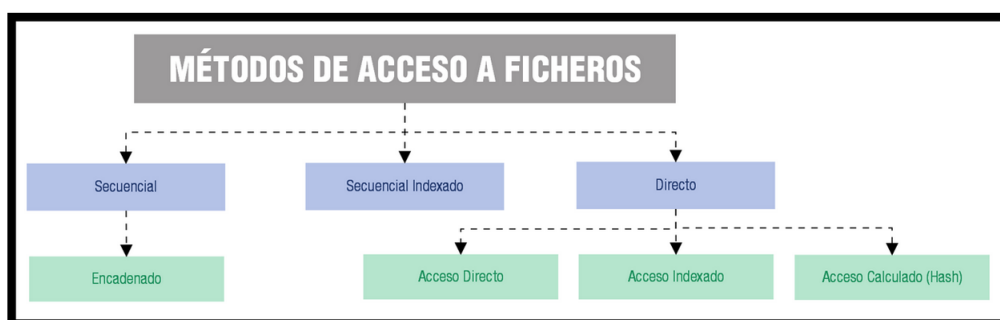 MÉTODOS DE ACCESO A FICHEROS
Secuencial
Secuencial Indexado
Directo
Encadenado
Acceso Directo
Acceso Indexado
Acceso Calculado (Hash)